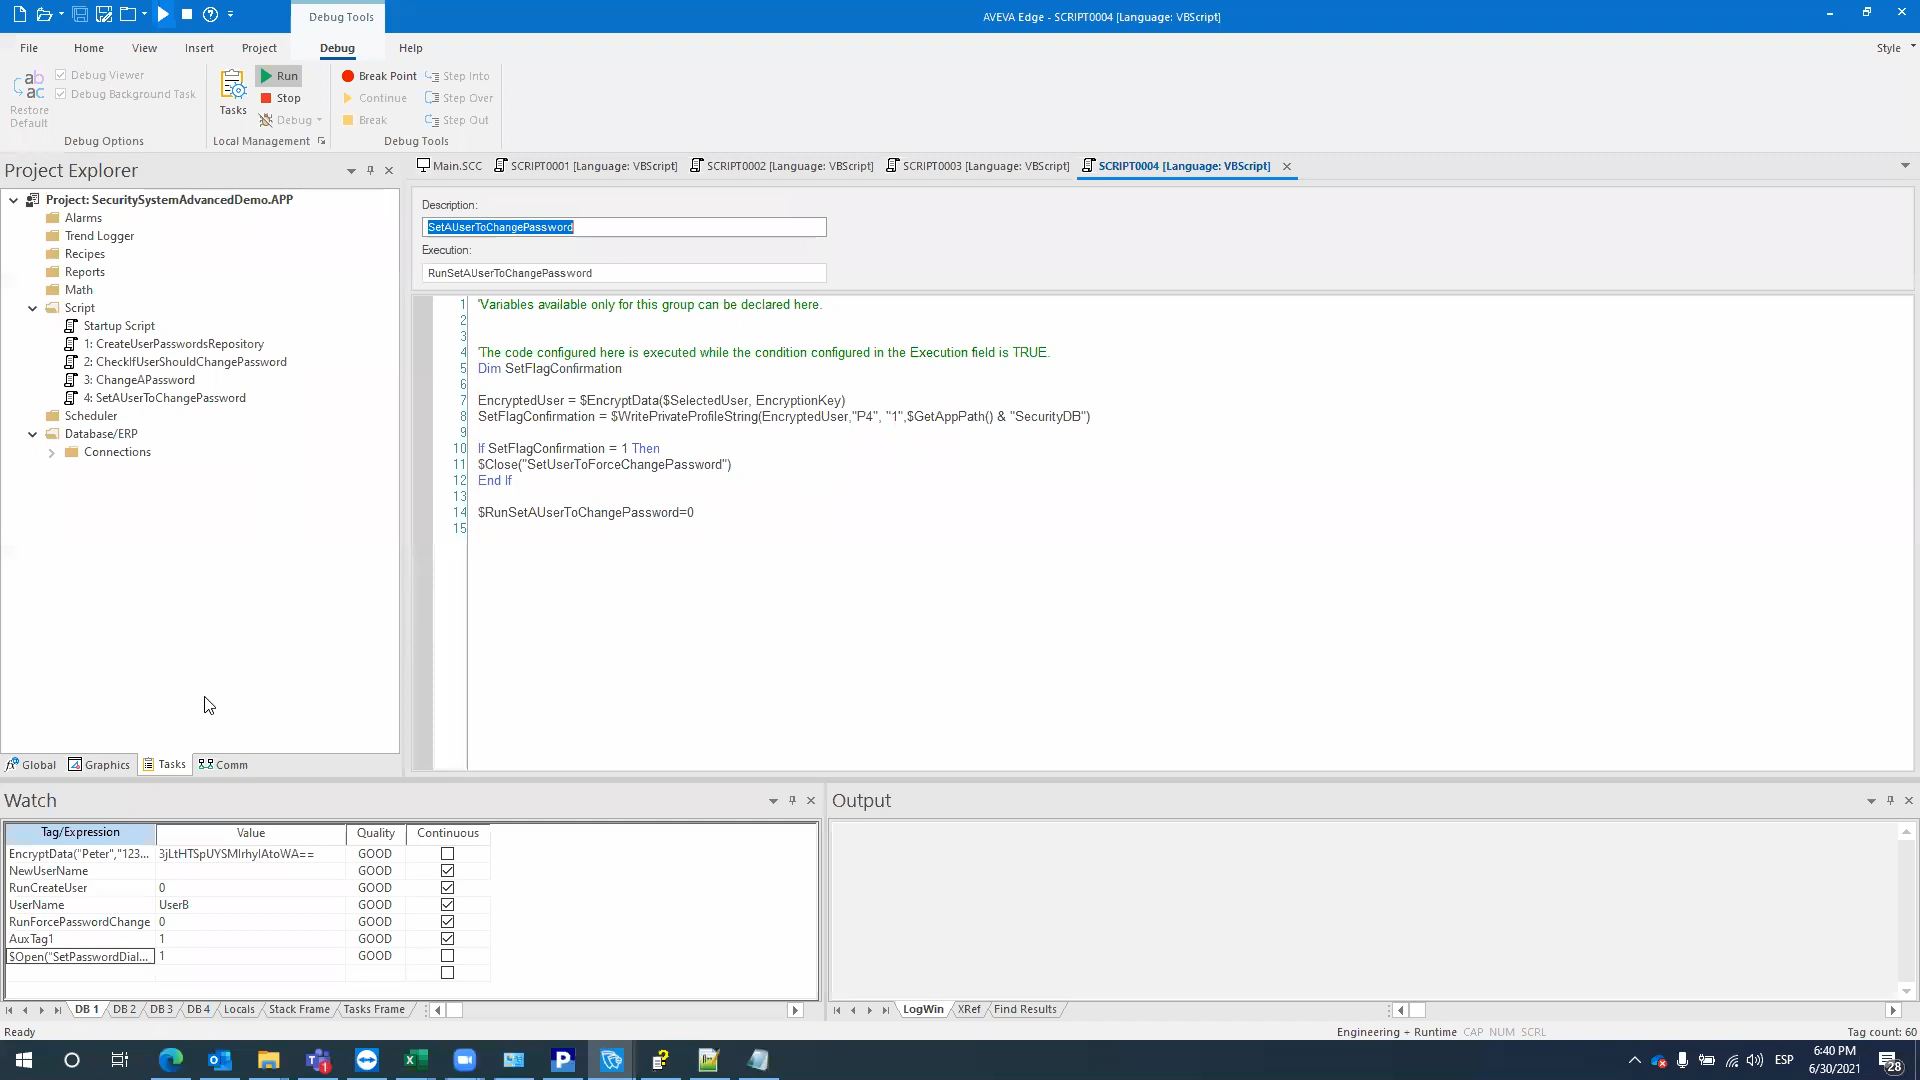 Debug Tools
AVEVA Edge - SCRIPT0004 [Language: VBScript]
File
Home
View
Insert
Project
Debug
Help
Style
Restore
Default
Debug Viewer
Debug Background Task
Debug Options
Tasks
Run
Stop
Debug
Local Management
Break Point
Continue
Break
Step Into
Step Over
Step Out
Debug Tools
Project Explorer
Main.SCC
SCRIPT0001 [Language: VBScript]
SCRIPT0002 [Language: VBScript]
SCRIPT0003 [Language: VBScript]
SCRIPT0004 [Language: VBScript]
Project: SecuritySystemAdvancedDemo.APP
Alarms
Trend Logger
Recipes
Reports
Math
Script
Startup Script
1: CreateUserPasswordsRepository
2: CheckIfUserShouldChangePassword
3: ChangeAPassword
4: SetAUserToChangePassword
Scheduler
Database/ERP
Connections
Global
Graphics
Tasks
Comm
Description:
SetAUserToChangePassword
Execution:
RunSetAUserToChangePassword
1 'Variables available only for this group can be declared here.
2
3
4 'The code configured here is executed while the condition configured in the Execution field is TRUE.
5 Dim SetFlagConfirmation
6
7 EncryptedUser = $EncryptData($SelectedUser, EncryptionKey)
8 SetFlagConfirmation = $WritePrivateProfileString(EncryptedUser,"P4", "1",$GetAppPath() & "SecurityDB")
9
10 If SetFlagConfirmation = 1 Then
11 $Close("SetUserToForceChangePassword")
12 End If
13
14 $RunSetAUserToChangePassword=0
15
Watch
Tag/Expression Value Quality Continuous
EncryptData("Peter","123... 3jLtHTSpUYSMIrhylAtoWA== GOOD
NewUserName GOOD
RunCreateUser 0 GOOD
UserName UserB GOOD
RunForcePasswordChange 0 GOOD
AuxTag1 1 GOOD
$Open("SetPasswordDial... 1 GOOD
DB 1 DB 2 DB 3 DB 4 Locals Stack Frame Tasks Frame
Output
LogWin XRef Find Results
Ready
Engineering + Runtime CAP NUM SCRL
Tag count: 60
ESP
6:40 PM
6/30/2021
28